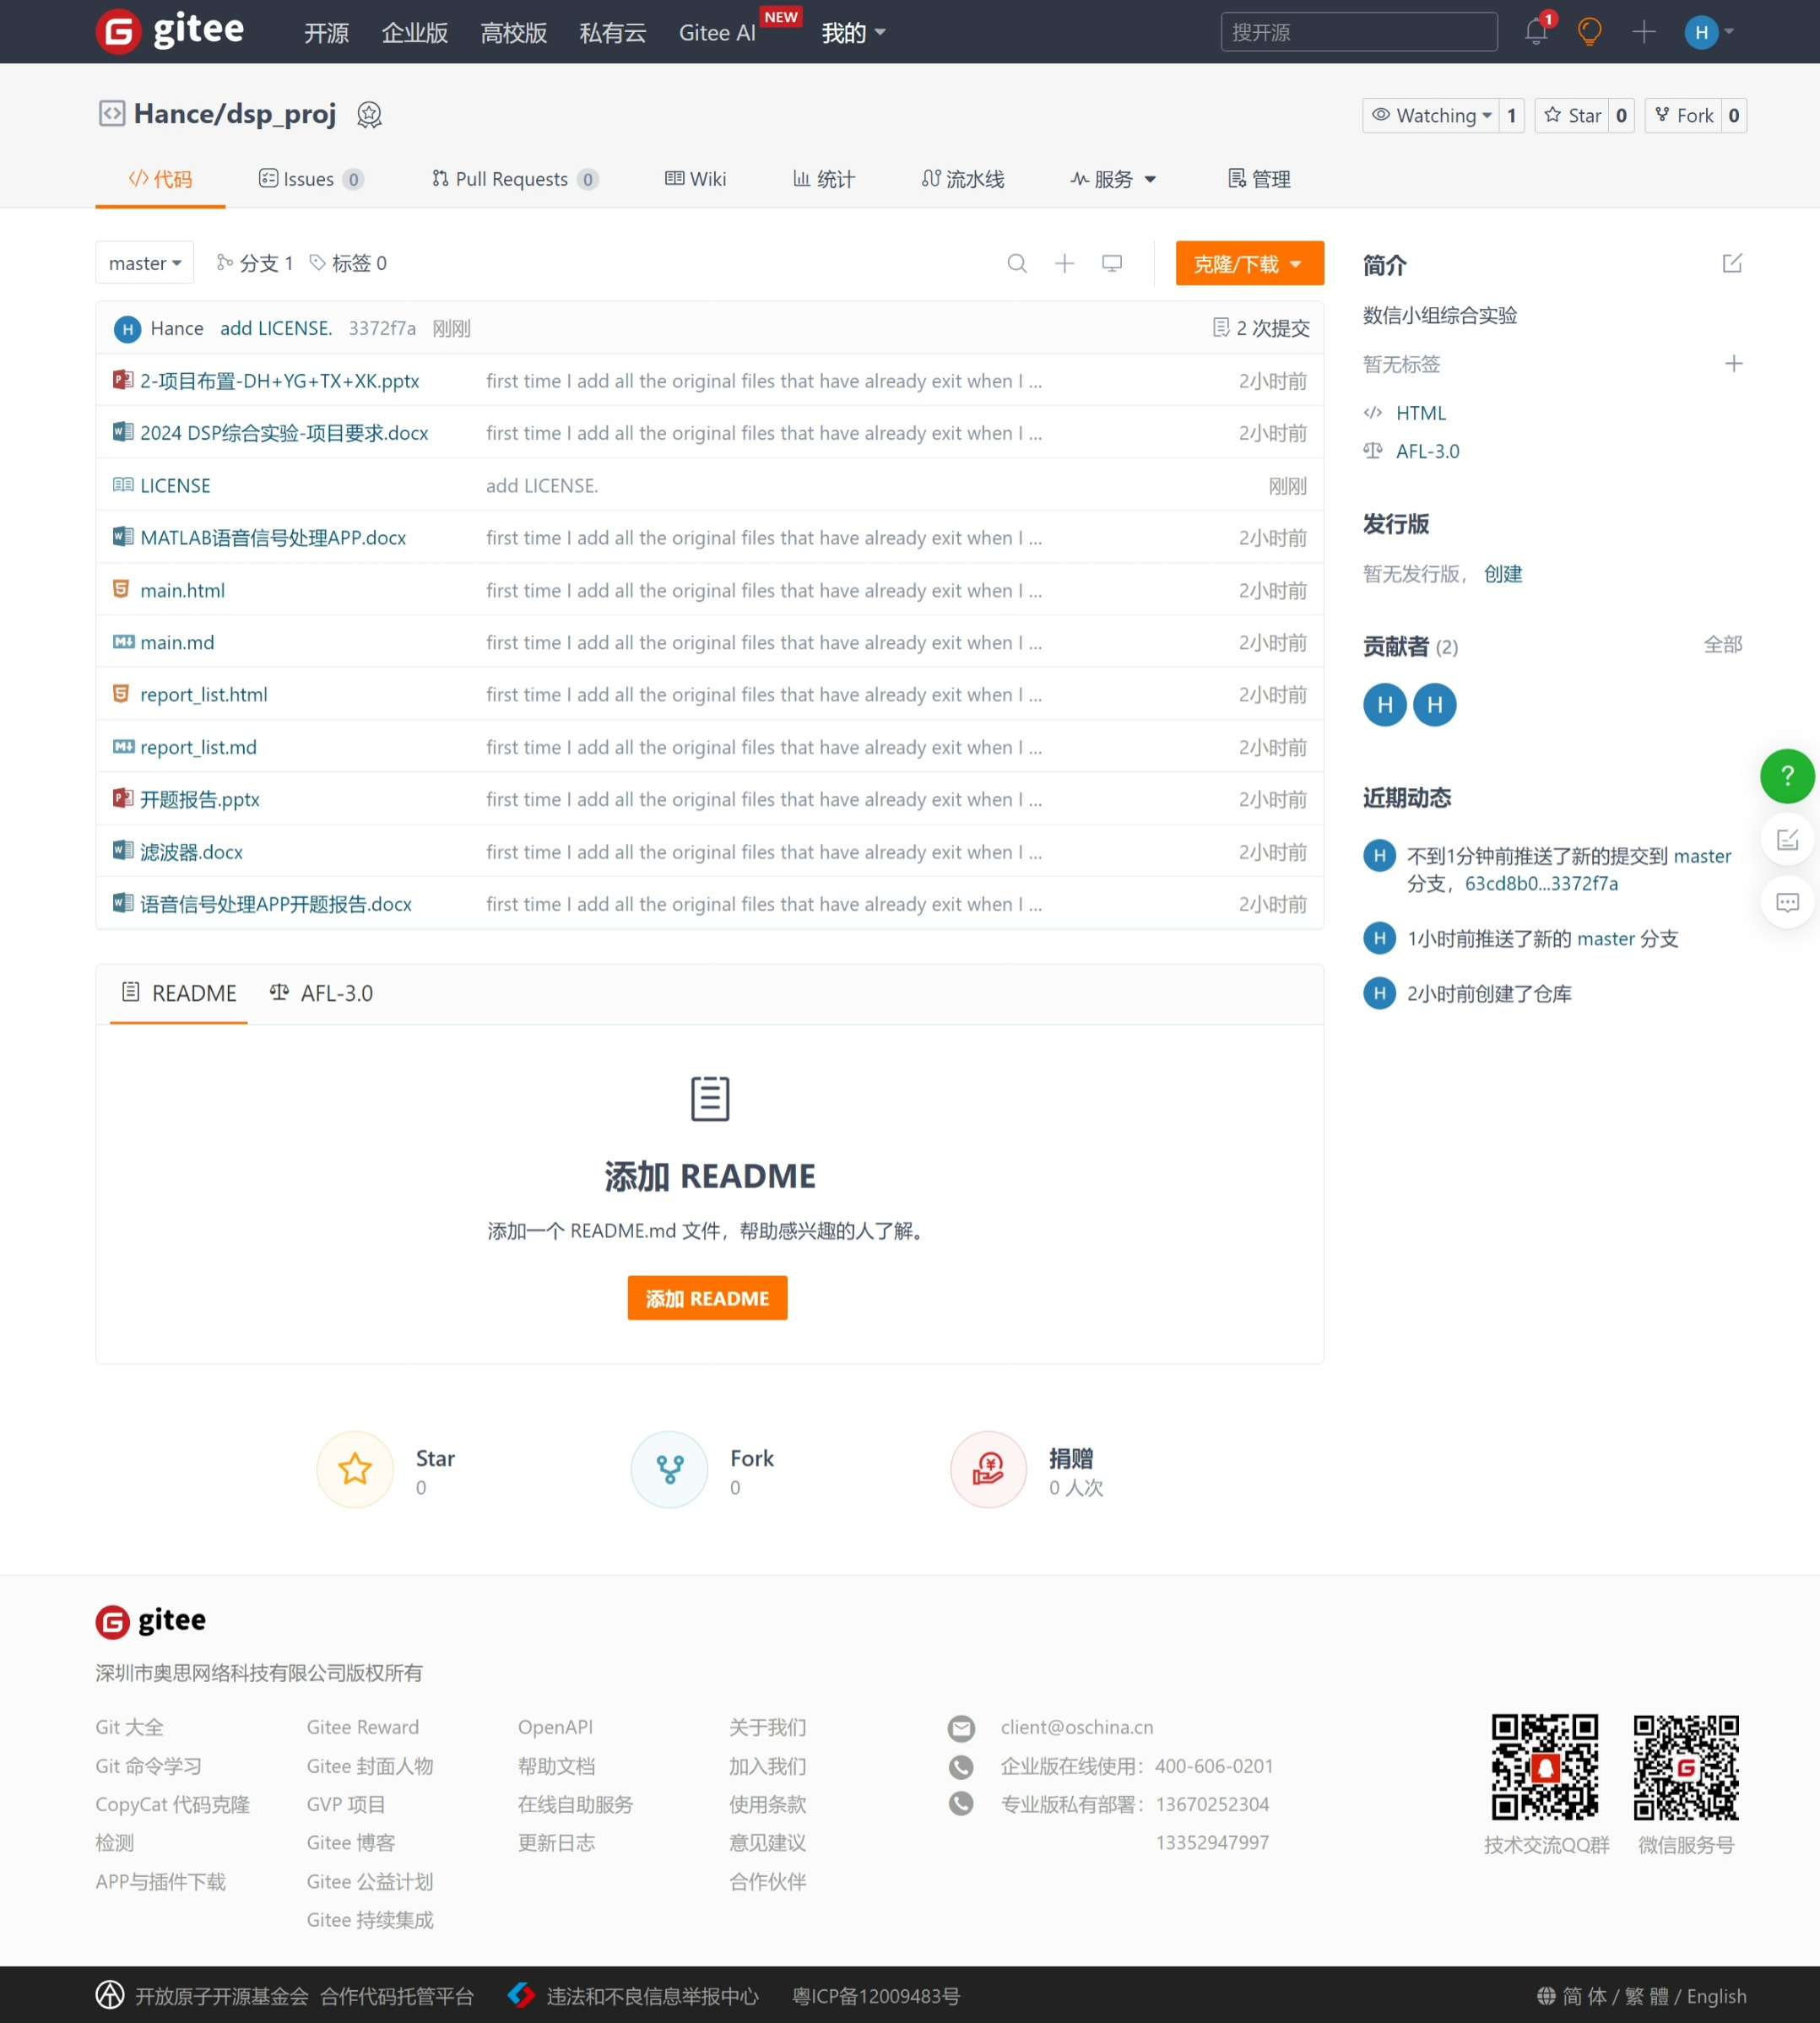 gitee
开源 企业版 高校版 私有云 Gitee AI NEW 我的
搜开源
1
H
Hance/dsp_proj
Watching 1 Star 0 Fork 0
代码 Issues 0 Pull Requests 0 Wiki 统计 流水线 服务 管理
master 分支 1 标签 0
克隆/下载
H Hance add LICENSE. 3372f7a 刚刚 2 次提交
2-项目布置-DH+YG+TX+XK.pptx first time I add all the original files that have already exit when I ... 2小时前
2024 DSP综合实验-项目要求.docx first time I add all the original files that have already exit when I ... 2小时前
LICENSE add LICENSE. 刚刚
MATLAB语音信号处理APP.docx first time I add all the original files that have already exit when I ... 2小时前
main.html first time I add all the original files that have already exit when I ... 2小时前
main.md first time I add all the original files that have already exit when I ... 2小时前
report_list.html first time I add all the original files that have already exit when I ... 2小时前
report_list.md first time I add all the original files that have already exit when I ... 2小时前
开题报告.pptx first time I add all the original files that have already exit when I ... 2小时前
滤波器.docx first time I add all the original files that have already exit when I ... 2小时前
语音信号处理APP开题报告.docx first time I add all the original files that have already exit when I ... 2小时前
README AFL-3.0
添加 README
添加一个 README.md 文件，帮助感兴趣的人了解。
添加 README
简介
数信小组综合实验
暂无标签
HTML
AFL-3.0
发行版
暂无发行版， 创建
贡献者 (2) 全部
H H
近期动态
H 不到1分钟前推送了新的提交到 master
分支，63cd8b0...3372f7a
H 1小时前推送了新的 master 分支
H 2小时前创建了仓库
?
Star
0
Fork
0
捐赠
0 人次
gitee
深圳市奥思网络科技有限公司版权所有
Git 大全
Git 命令学习
CopyCat 代码克隆
检测
APP与插件下载
Gitee Reward
Gitee 封面人物
GVP 项目
Gitee 博客
Gitee 公益计划
Gitee 持续集成
OpenAPI
帮助文档
在线自助服务
更新日志
关于我们
加入我们
使用条款
意见建议
合作伙伴
client@oschina.cn
企业版在线使用：400-606-0201
专业版私有部署：13670252304
13352947997
技术交流QQ群 微信服务号
开放原子开源基金会 合作代码托管平台 违法和不良信息举报中心 粤ICP备12009483号
简 体 / 繁 體 / English